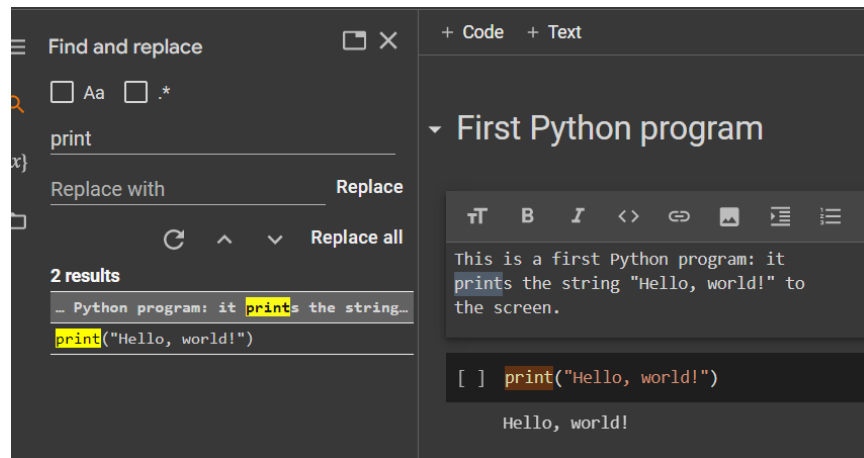 Find and replace
Aa .*
print
x}
Replace with Replace
Replace all
2 results
… Python program: it prints the string…
print("Hello, world!")
+ Code + Text
First Python program
TT B I <>
This is a first Python program: it
prints the string "Hello, world!" to
the screen.
[ ] print("Hello, world!")
Hello, world!